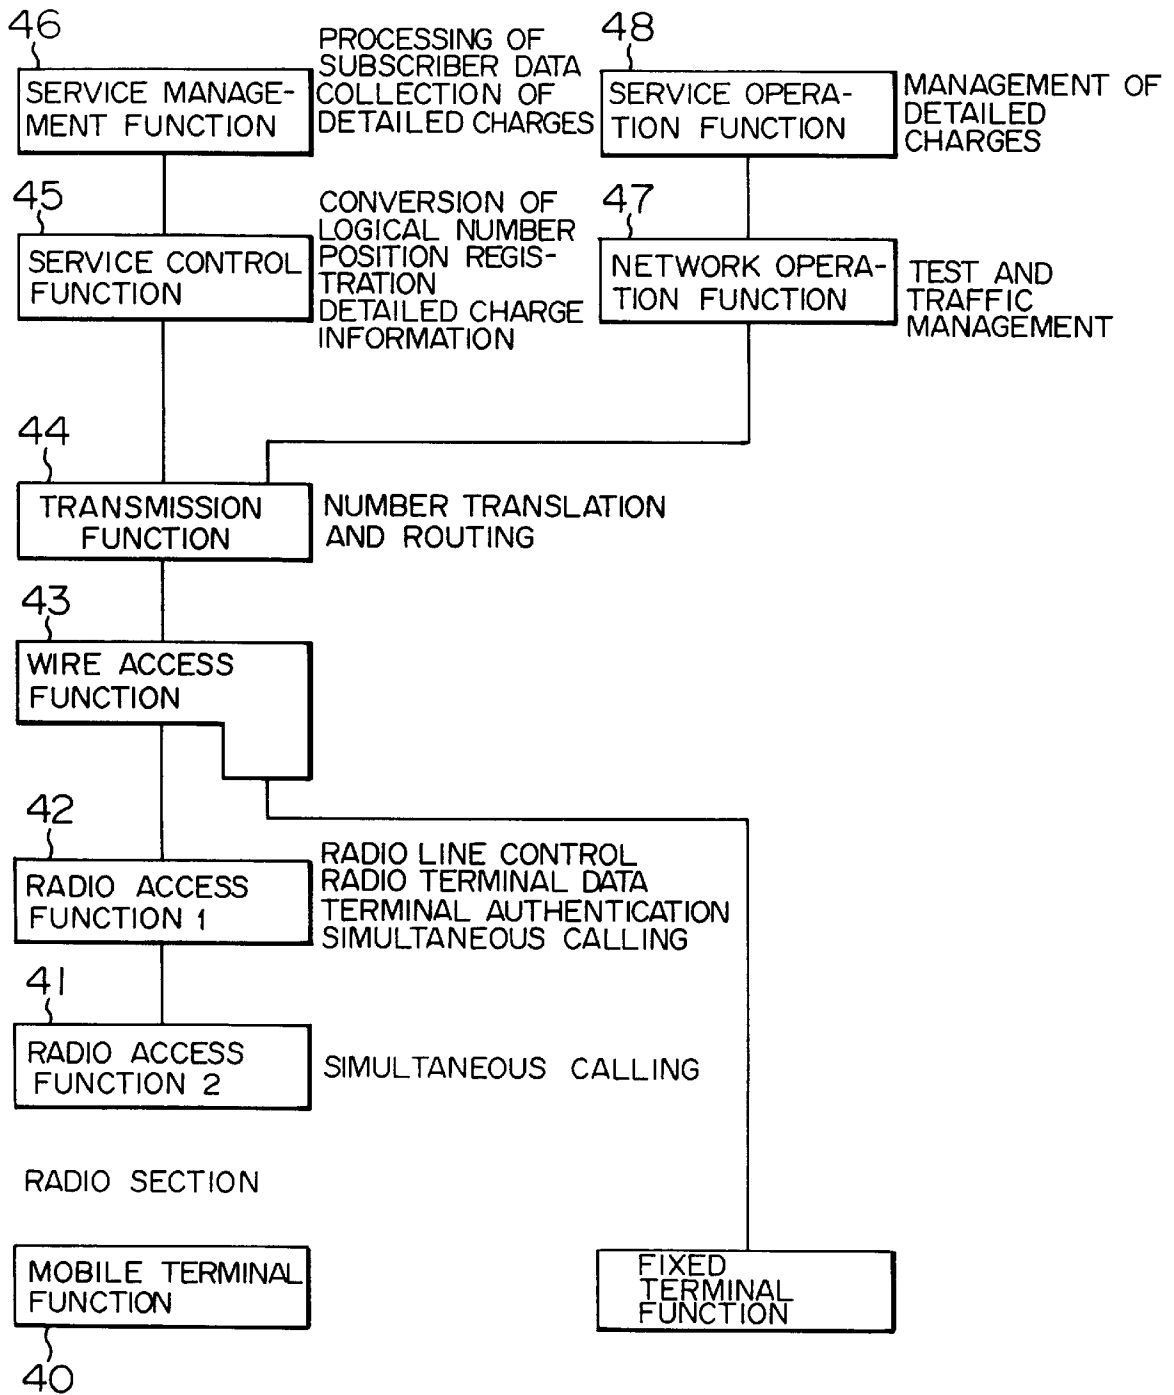 46
SERVICE MANAGE-
MENT FUNCTION
PROCESSING OF
SUBSCRIBER DATA
COLLECTION OF
DETAILED CHARGES
48
SERVICE OPERA-
TION FUNCTION
MANAGEMENT OF
DETAILED
CHARGES
45
SERVICE CONTROL
FUNCTION
CONVERSION OF
LOGICAL NUMBER
POSITION REGIS-
TRATION
DETAILED CHARGE
INFORMATION
47
NETWORK OPERA-
TION FUNCTION
TEST AND
TRAFFIC
MANAGEMENT
44
TRANSMISSION
FUNCTION
NUMBER TRANSLATION
AND ROUTING
43
WIRE ACCESS
FUNCTION
42
RADIO ACCESS
FUNCTION 1
RADIO LINE CONTROL
RADIO TERMINAL DATA
TERMINAL AUTHENTICATION
SIMULTANEOUS CALLING
41
RADIO ACCESS
FUNCTION 2
SIMULTANEOUS CALLING
RADIO SECTION
MOBILE TERMINAL
FUNCTION
40
FIXED
TERMINAL
FUNCTION